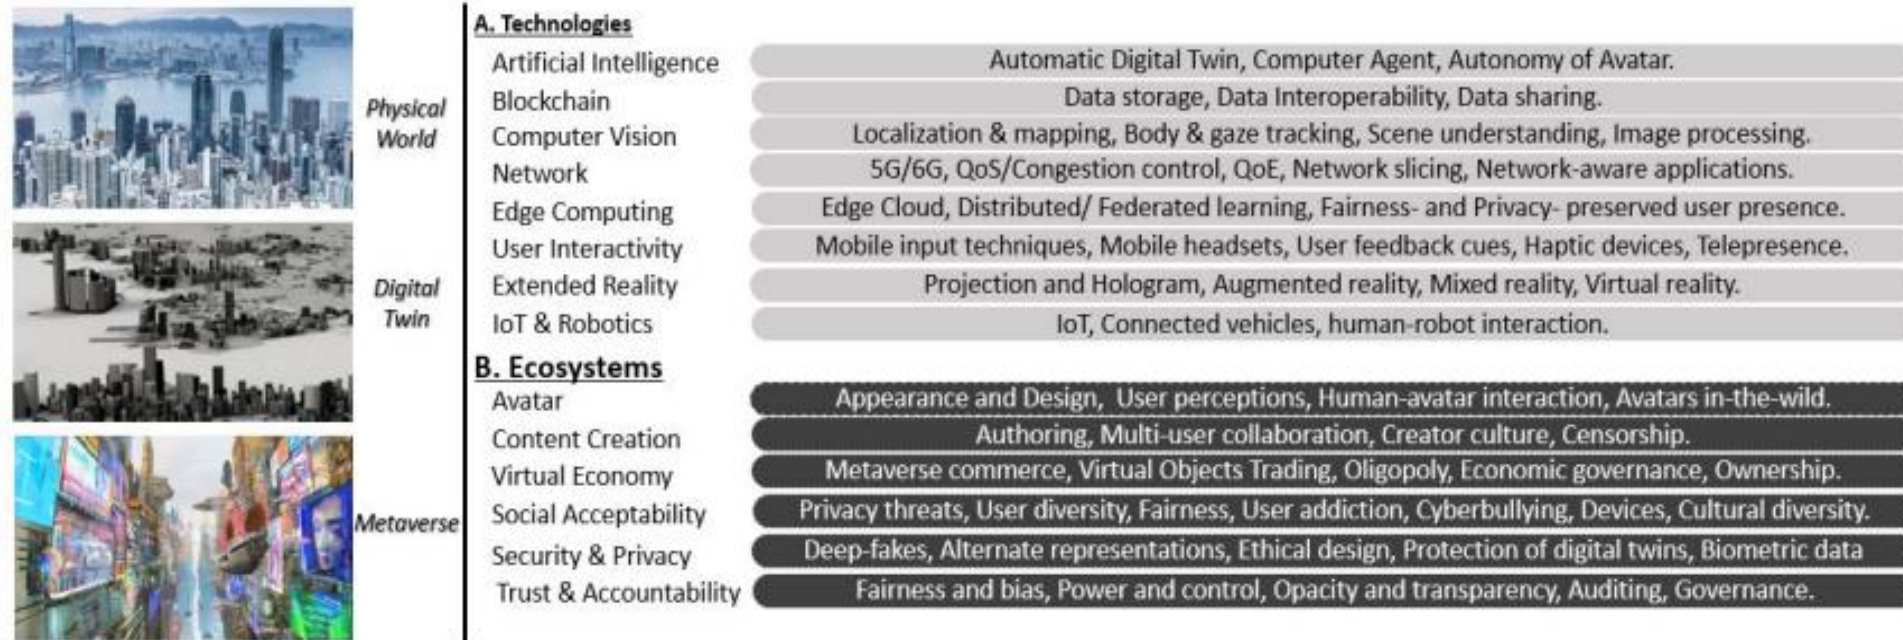 Physical
World
Digital
Twin
Metaverse
A. Technologies
Artificial Intelligence Automatic Digital Twin, Computer Agent, Autonomy of Avatar.
Blockchain Data storage, Data Interoperability, Data sharing.
Computer Vision Localization & mapping, Body & gaze tracking, Scene understanding, Image processing.
Network 5G/6G, QoS/Congestion control, QoE, Network slicing, Network-aware applications.
Edge Computing Edge Cloud, Distributed/ Federated learning, Fairness- and Privacy- preserved user presence.
User Interactivity Mobile input techniques, Mobile headsets, User feedback cues, Haptic devices, Telepresence.
Extended Reality Projection and Hologram, Augmented reality, Mixed reality, Virtual reality.
IoT & Robotics IoT, Connected vehicles, human-robot interaction.
B. Ecosystems
Avatar Appearance and Design, User perceptions, Human-avatar interaction, Avatars in-the-wild.
Content Creation Authoring, Multi-user collaboration, Creator culture, Censorship.
Virtual Economy Metaverse commerce, Virtual Objects Trading, Oligopoly, Economic governance, Ownership.
Social Acceptability Privacy threats, User diversity, Fairness, User addiction, Cyberbullying, Devices, Cultural diversity.
Security & Privacy Deep-fakes, Alternate representations, Ethical design, Protection of digital twins, Biometric data
Trust & Accountability Fairness and bias, Power and control, Opacity and transparency, Auditing, Governance.